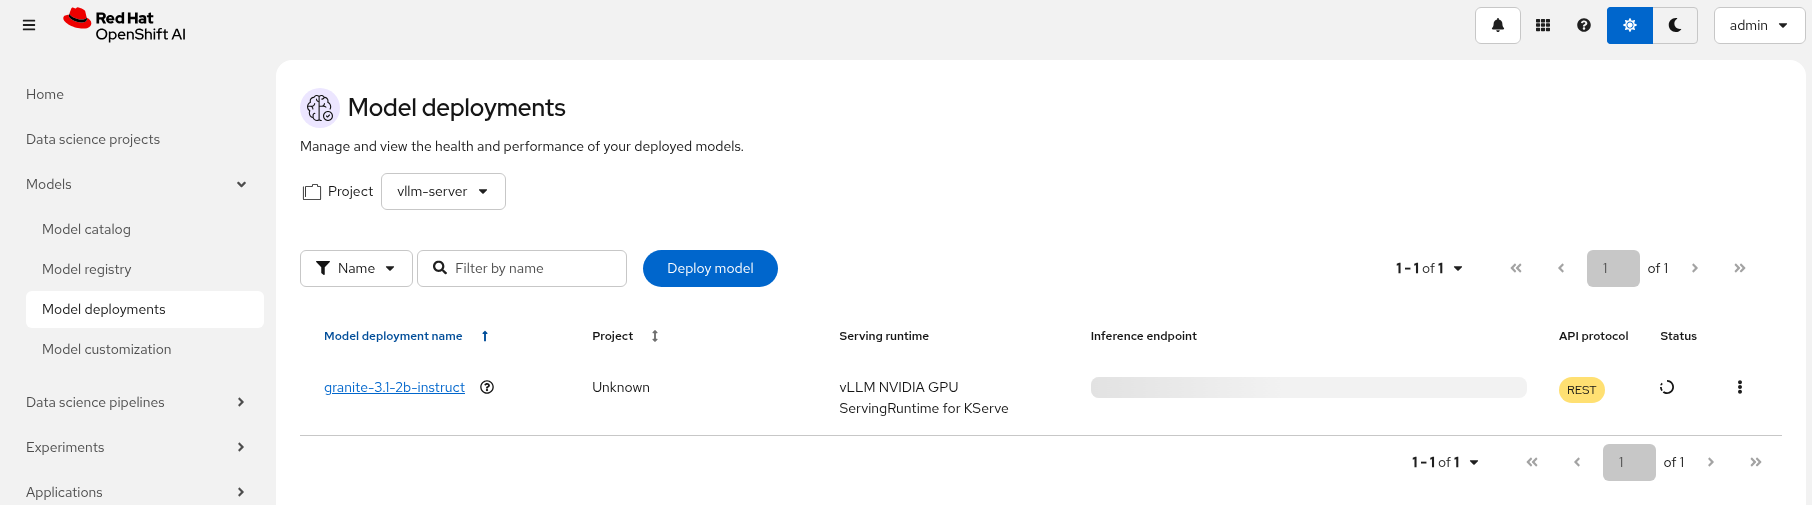 Red Hat
OpenShift AI
admin
Home
Data science projects
Models
Model catalog
Model registry
Model deployments
Model customization
Data science pipelines
Experiments
Applications
Model deployments
Manage and view the health and performance of your deployed models.
Project vllm-server
Name Filter by name Deploy model 1 - 1 of 1 1 of 1
Model deployment name Project Serving runtime Inference endpoint API protocol Status
granite-3.1-2b-instruct Unknown vLLM NVIDIA GPU REST
ServingRuntime for KServe
1 - 1 of 1 1 of 1